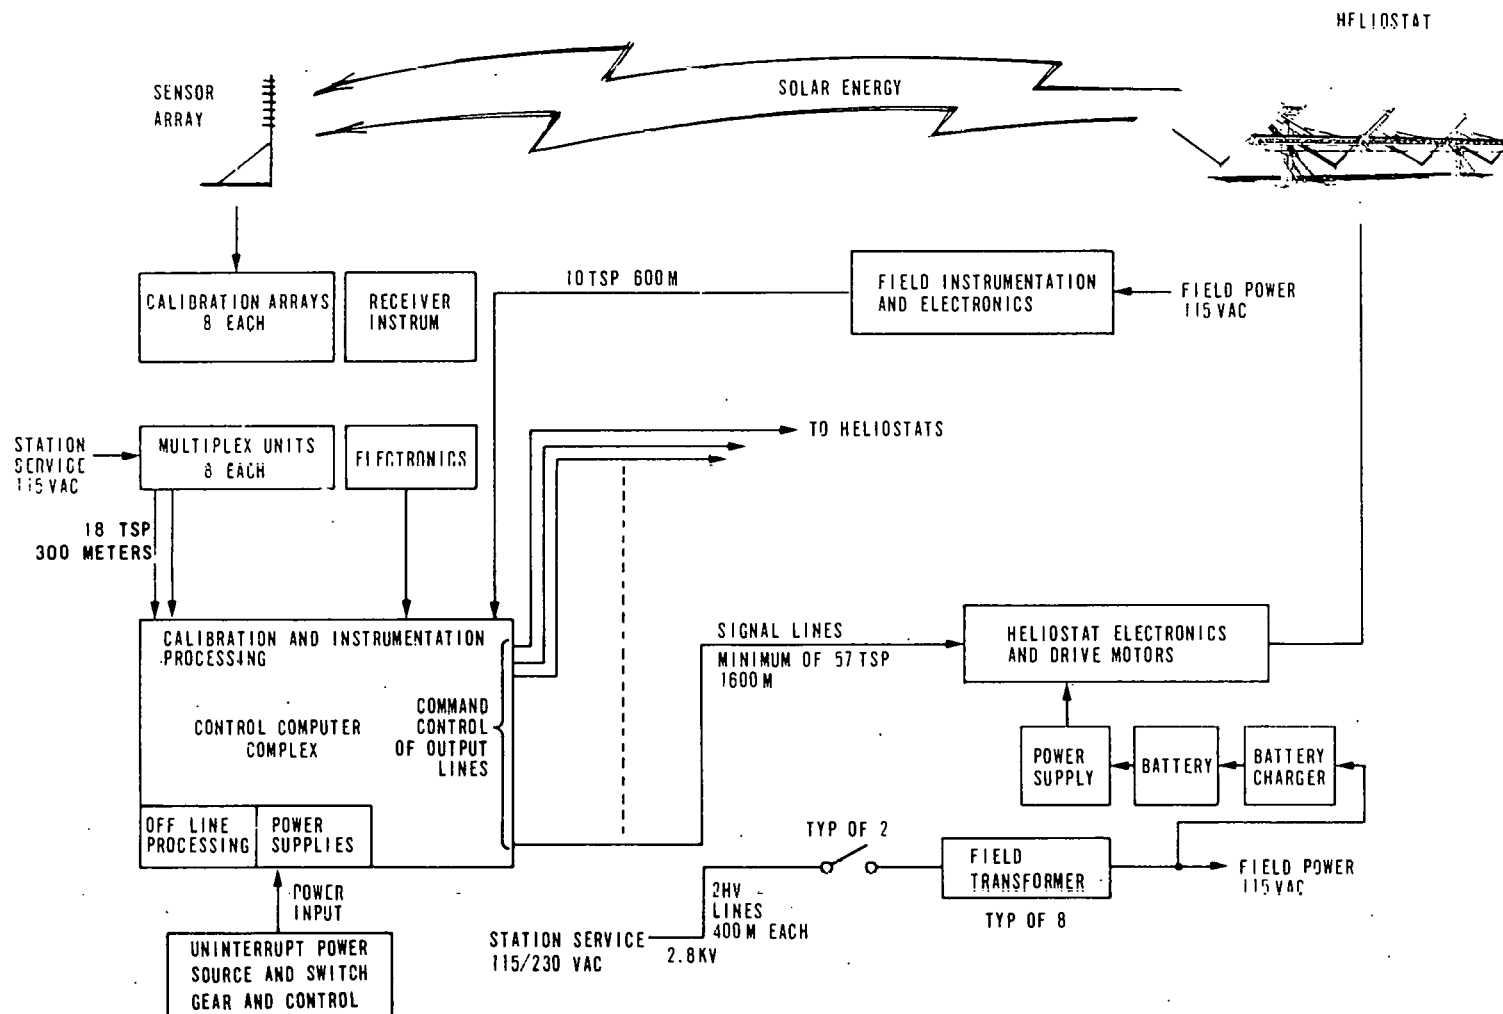 HELIOSTAT
SENSOR
ARRAY
SOLAR ENERGY
CALIBRATION ARRAYS
8 EACH
RECEIVER
INSTRUM
10 TSP 600 M
FIELD INSTRUMENTATION
AND ELECTRONICS
FIELD POWER
115 VAC
STATION
SERVICE
115 VAC
MULTIPLEX UNITS
8 EACH
ELECTRONICS
TO HELIOSTATS
18 TSP
300 METERS
CALIBRATION AND INSTRUMENTATION
PROCESSING
CONTROL COMPUTER
COMPLEX
COMMAND
CONTROL
OF OUTPUT
LINES
OFF LINE
PROCESSING
POWER
SUPPLIES
POWER
INPUT
UNINTERRUPT POWER
SOURCE AND SWITCH
GEAR AND CONTROL
SIGNAL LINES
MINIMUM OF 57 TSP
1600 M
HELIOSTAT ELECTRONICS
AND DRIVE MOTORS
POWER
SUPPLY
BATTERY
BATTERY
CHARGER
TYP OF 2
FIELD
TRANSFORMER
TYP OF 8
FIELD POWER
115 VAC
2HV
LINES
400 M EACH
STATION SERVICE
115/230 VAC
2.8KV